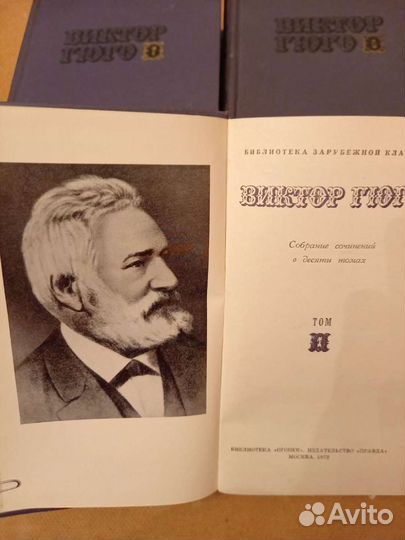 ВИКТОР
ГЮГО
ВИКТОР
ГЮГО
БИБЛИОТЕКА ЗАРУБЕЖНОЙ КЛА
ВИКТОР ГЮГ
Собрание сочинений
в десяти томах
ТОМ
БИБЛИОТЕКА «ОГОНЕК». ИЗДАТЕЛЬСТВО «ПРАВДА»
МОСКВА. 1972
Avito